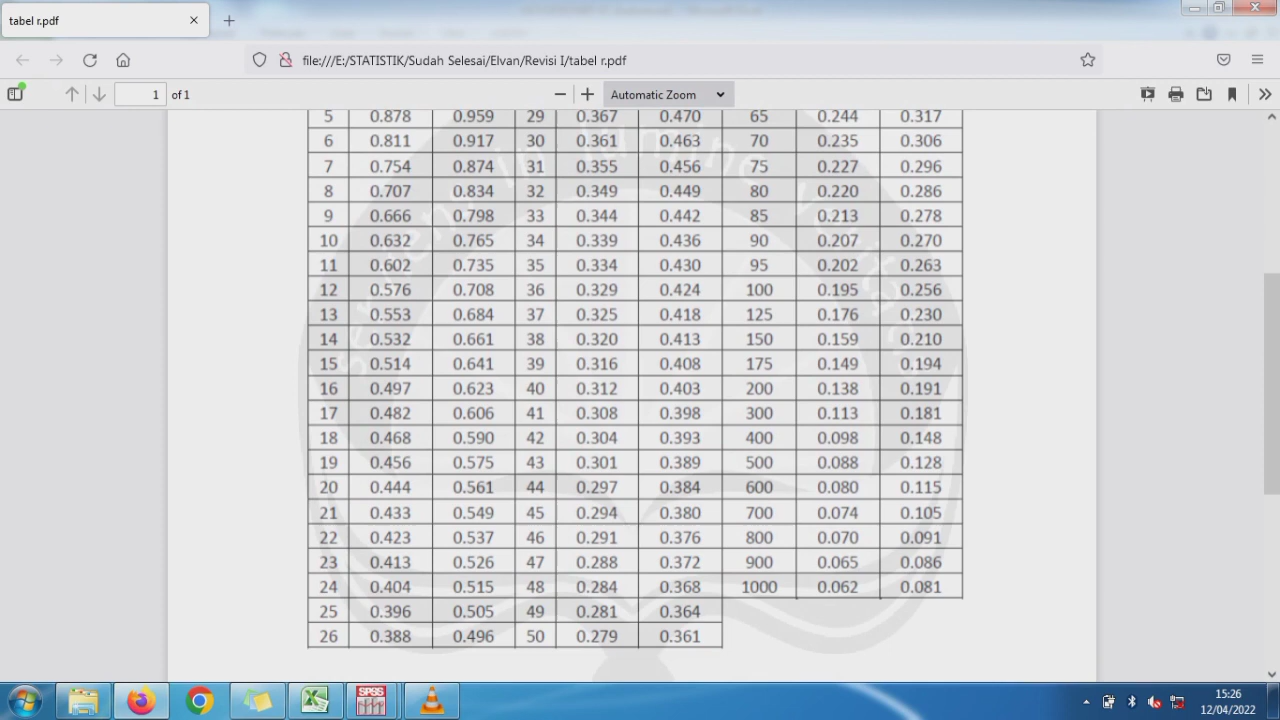 tabel r.pdf
file:///E:/STATISTIK/Sudah Selesai/Elvan/Revisi I/tabel r.pdf
1 of 1
Automatic Zoom
5 0.878 0.959 29 0.367 0.470 65 0.244 0.317
6 0.811 0.917 30 0.361 0.463 70 0.235 0.306
7 0.754 0.874 31 0.355 0.456 75 0.227 0.296
8 0.707 0.834 32 0.349 0.449 80 0.220 0.286
9 0.666 0.798 33 0.344 0.442 85 0.213 0.278
10 0.632 0.765 34 0.339 0.436 90 0.207 0.270
11 0.602 0.735 35 0.334 0.430 95 0.202 0.263
12 0.576 0.708 36 0.329 0.424 100 0.195 0.256
13 0.553 0.684 37 0.325 0.418 125 0.176 0.230
14 0.532 0.661 38 0.320 0.413 150 0.159 0.210
15 0.514 0.641 39 0.316 0.408 175 0.149 0.194
16 0.497 0.623 40 0.312 0.403 200 0.138 0.191
17 0.482 0.606 41 0.308 0.398 300 0.113 0.181
18 0.468 0.590 42 0.304 0.393 400 0.098 0.148
19 0.456 0.575 43 0.301 0.389 500 0.088 0.128
20 0.444 0.561 44 0.297 0.384 600 0.080 0.115
21 0.433 0.549 45 0.294 0.380 700 0.074 0.105
22 0.423 0.537 46 0.291 0.376 800 0.070 0.091
23 0.413 0.526 47 0.288 0.372 900 0.065 0.086
24 0.404 0.515 48 0.284 0.368 1000 0.062 0.081
25 0.396 0.505 49 0.281 0.364
26 0.388 0.496 50 0.279 0.361
SPSS
15:26
12/04/2022